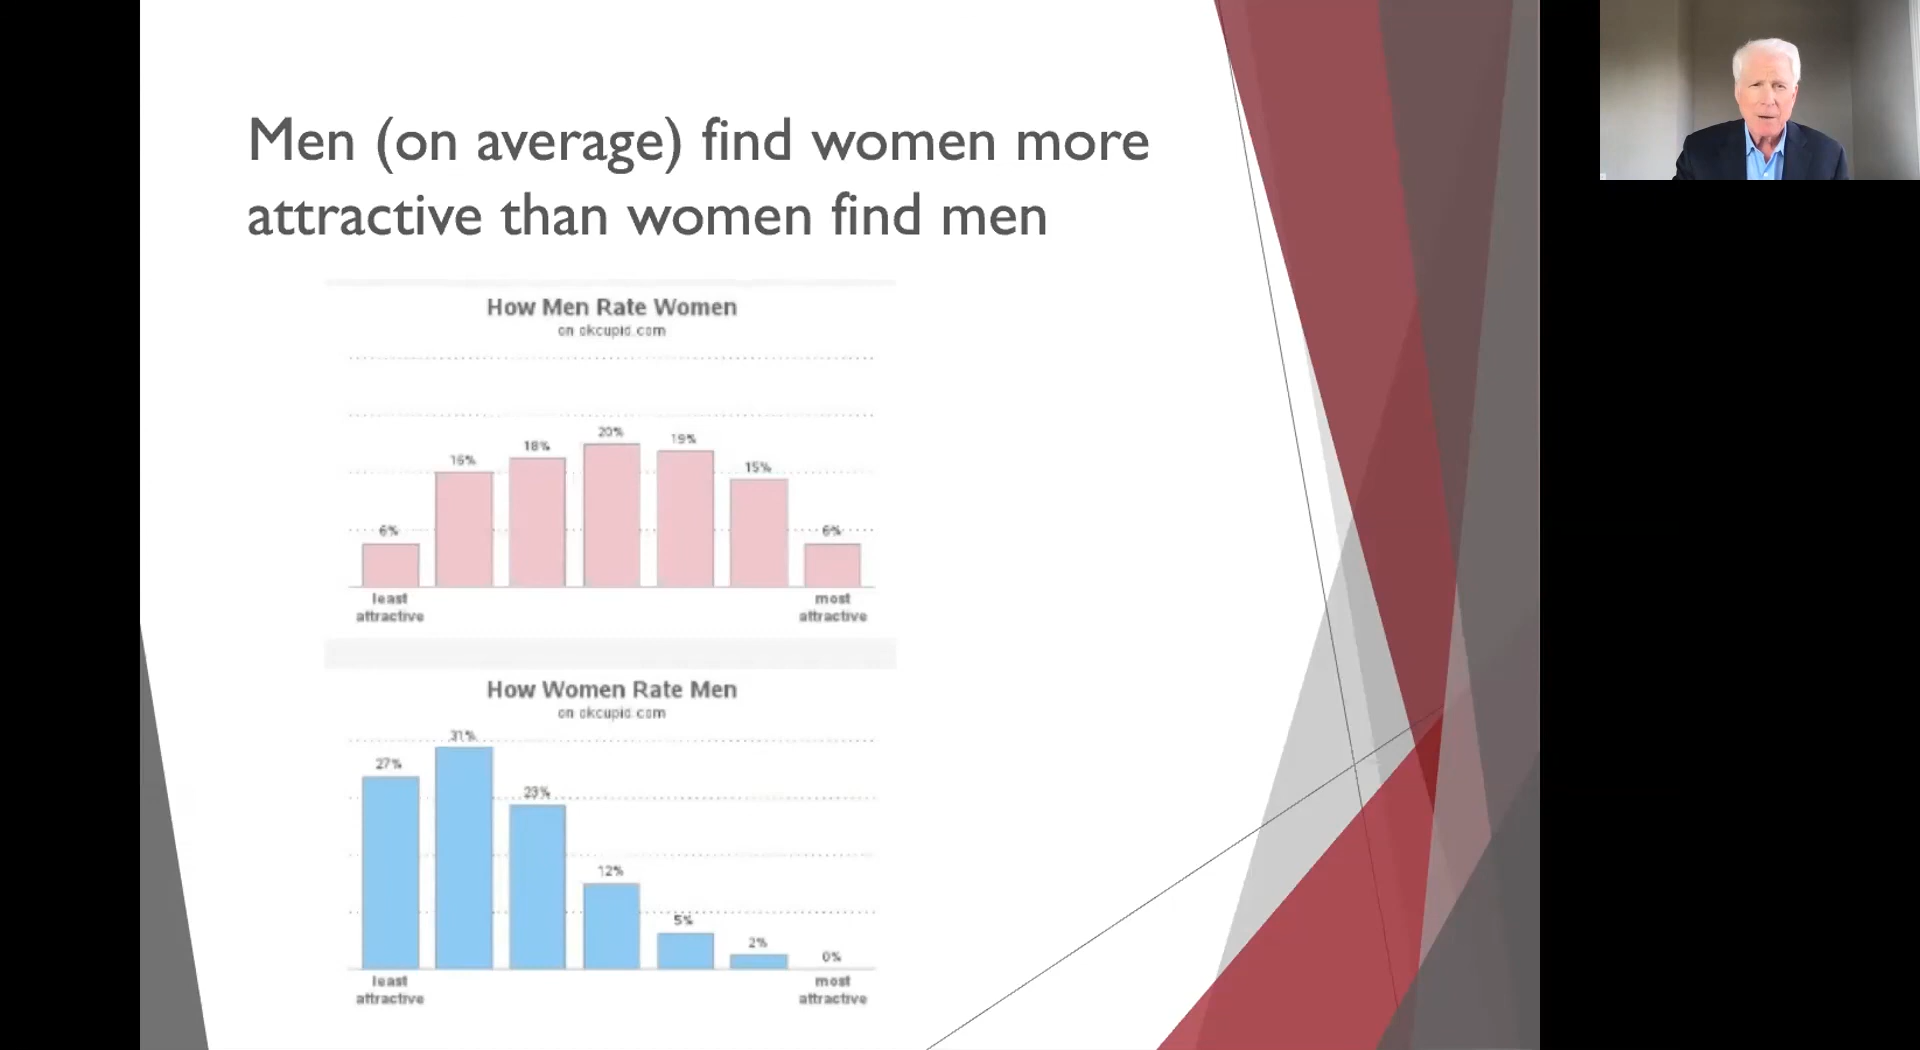 Men (on average) find women more
attractive than women find men
How Men Rate Women
on okcupid.com
6%
16%
18%
20%
19%
15%
6%
least
attractive
most
attractive
How Women Rate Men
on okcupid.com
27%
31%
23%
12%
5%
2%
0%
least
attractive
most
attractive